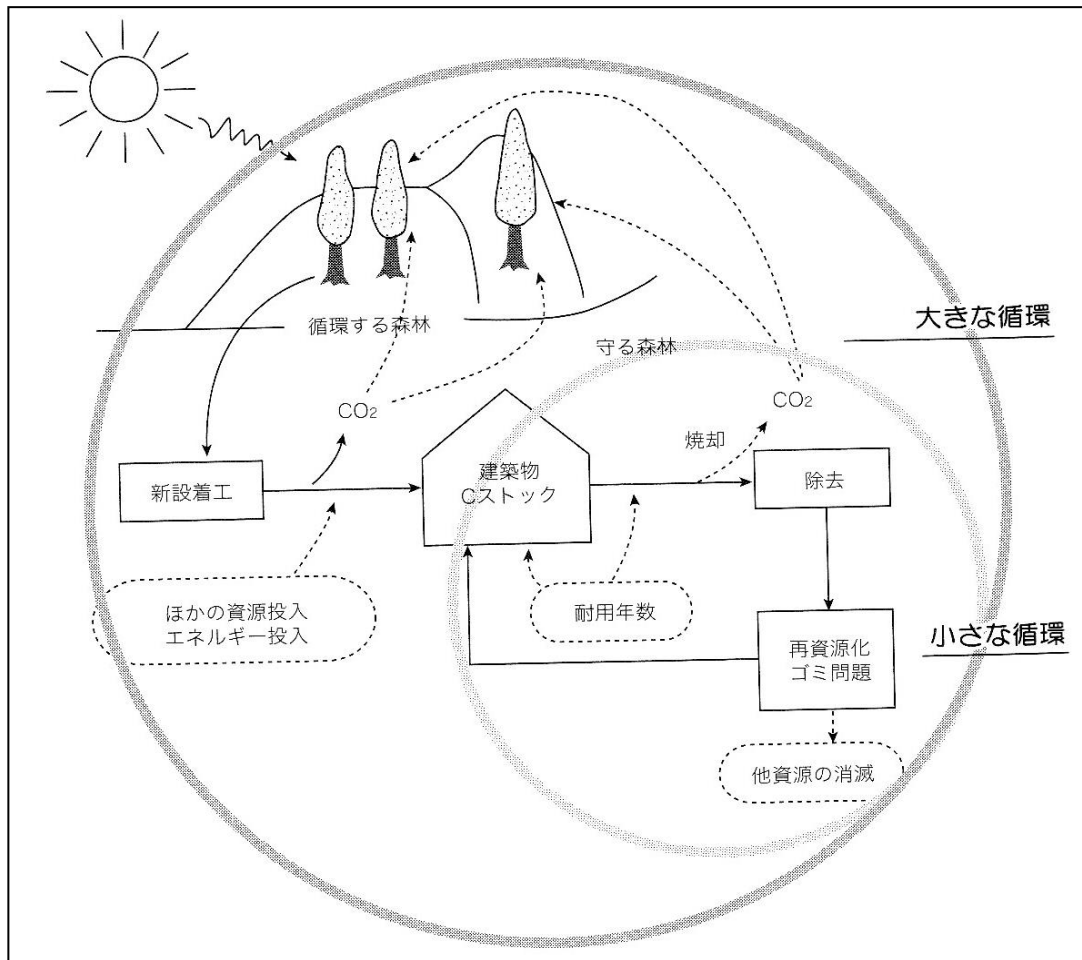 大きな循環
循環する森林
守る森林
CO₂
CO₂
焼却
新設着工
建築物
Cストック
除去
ほかの資源投入
エネルギー投入
耐用年数
再資源化
ゴミ問題
小さな循環
他資源の消滅